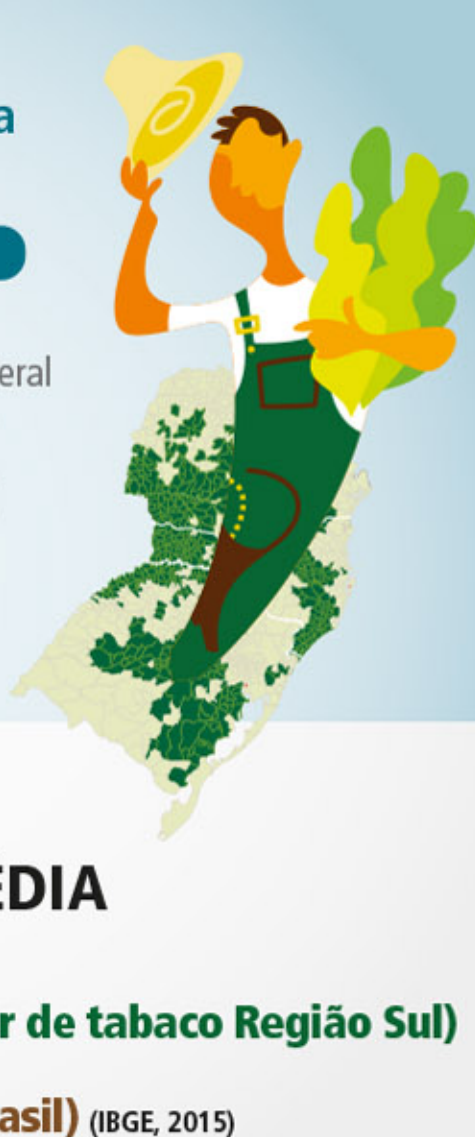 a
eral
EDIA
r de tabaco Região Sul)
asil) (IBGE, 2015)